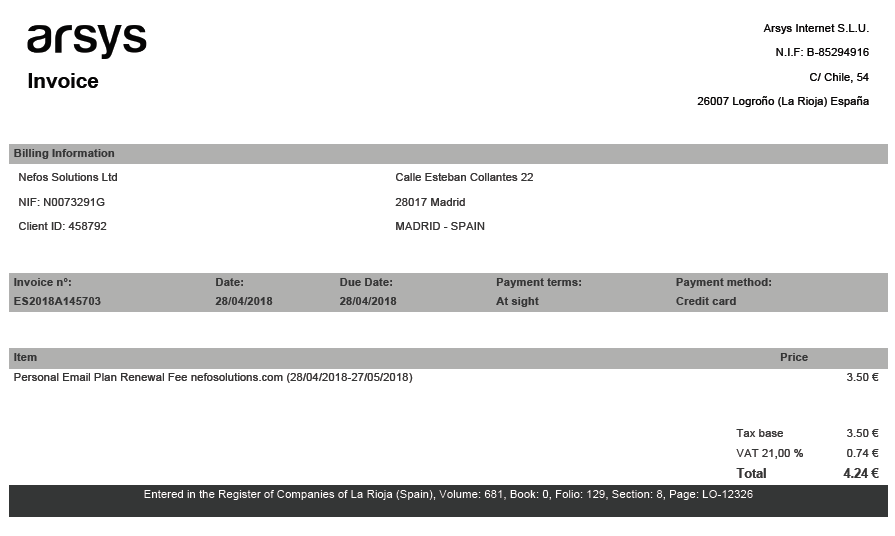 arsys
Invoice
Arsys Internet S.L.U.
N.I.F: B-85294916
C/ Chile, 54
26007 Logroño (La Rioja) España
Billing Information
Nefos Solutions Ltd Calle Esteban Collantes 22
NIF: N0073291G 28017 Madrid
Client ID: 458792 MADRID - SPAIN
Invoice nº: Date: Due Date: Payment terms: Payment method:
ES2018A145703 28/04/2018 28/04/2018 At sight Credit card
Item Price
Personal Email Plan Renewal Fee nefosolutions.com (28/04/2018-27/05/2018) 3.50 €
Tax base 3.50 €
VAT 21,00 % 0.74 €
Total 4.24 €
Entered in the Register of Companies of La Rioja (Spain), Volume: 681, Book: 0, Folio: 129, Section: 8, Page: LO-12326